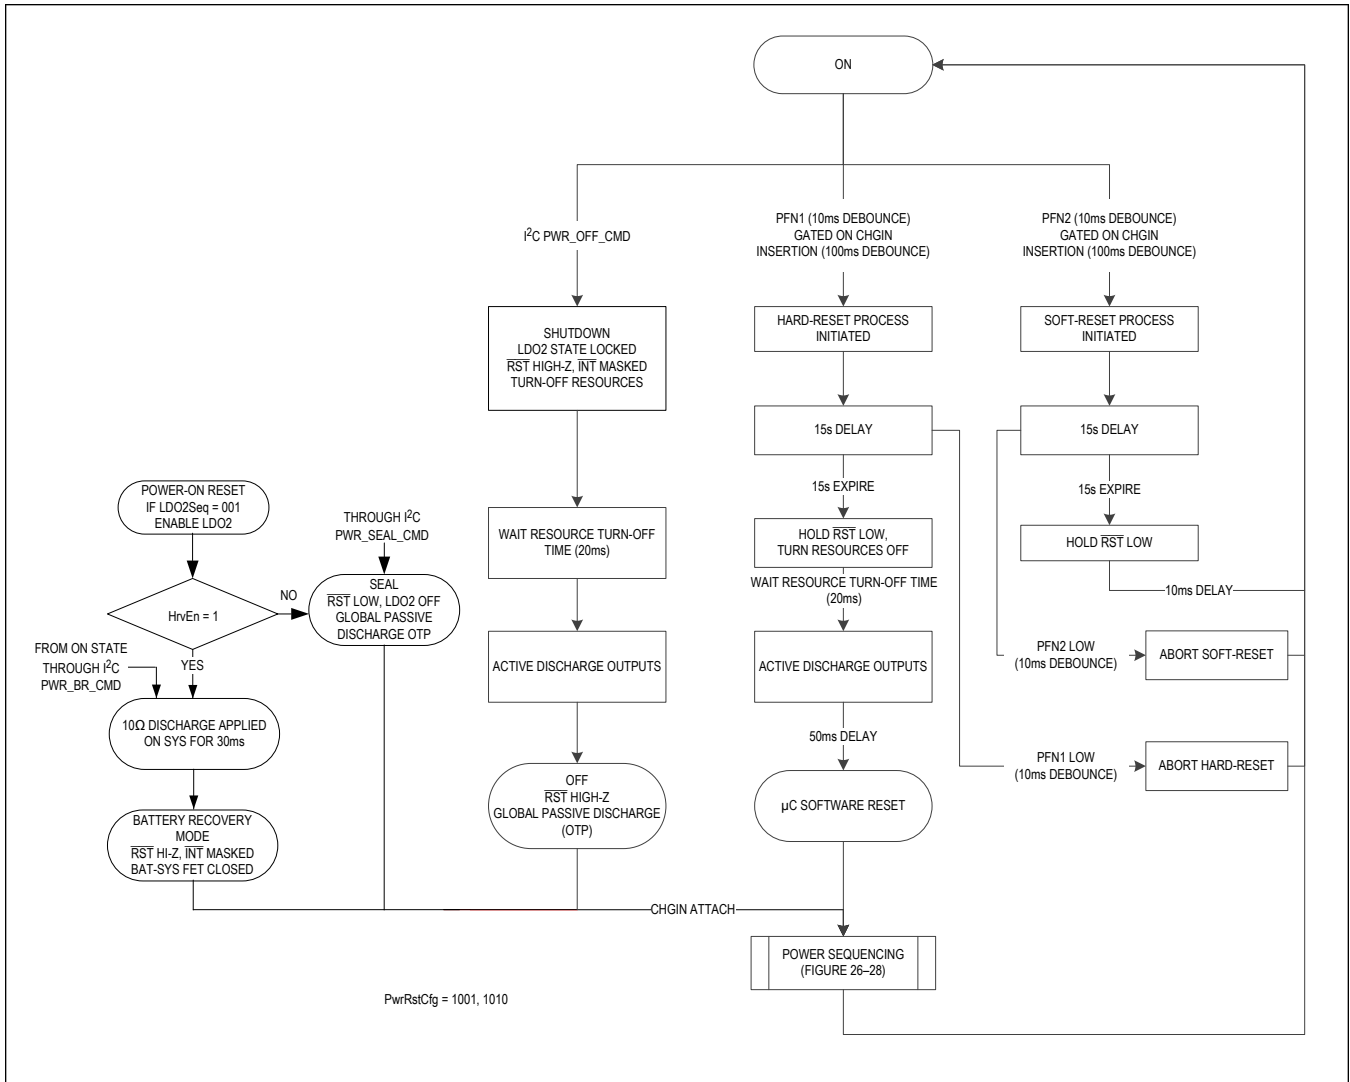 ON
I²C PWR_OFF_CMD
PFN1 (10ms DEBOUNCE)
GATED ON CHGIN
INSERTION (100ms DEBOUNCE)
PFN2 (10ms DEBOUNCE)
GATED ON CHGIN
INSERTION (100ms DEBOUNCE)
SHUTDOWN
LDO2 STATE LOCKED
RST HIGH-Z, INT MASKED
TURN-OFF RESOURCES
HARD-RESET PROCESS
INITIATED
SOFT-RESET PROCESS
INITIATED
15s DELAY
15s DELAY
15s EXPIRE
15s EXPIRE
POWER-ON RESET
IF LDO2Seq = 001
ENABLE LDO2
THROUGH I²C
PWR_SEAL_CMD
WAIT RESOURCE TURN-OFF
TIME (20ms)
HOLD RST LOW,
TURN RESOURCES OFF
HOLD RST LOW
WAIT RESOURCE TURN-OFF TIME
(20ms)
10ms DELAY
HrvEn = 1
NO
SEAL
RST LOW, LDO2 OFF
GLOBAL PASSIVE
DISCHARGE OTP
FROM ON STATE
THROUGH I²C
PWR_BR_CMD
YES
ACTIVE DISCHARGE OUTPUTS
ACTIVE DISCHARGE OUTPUTS
PFN2 LOW
(10ms DEBOUNCE)
ABORT SOFT-RESET
10Ω DISCHARGE APPLIED
ON SYS FOR 30ms
50ms DELAY
PFN1 LOW
(10ms DEBOUNCE)
ABORT HARD-RESET
OFF
RST HIGH-Z
GLOBAL PASSIVE DISCHARGE
(OTP)
µC SOFTWARE RESET
BATTERY RECOVERY
MODE
RST HI-Z, INT MASKED
BAT-SYS FET CLOSED
CHGIN ATTACH
POWER SEQUENCING
(FIGURE 26–28)
PwrRstCfg = 1001, 1010